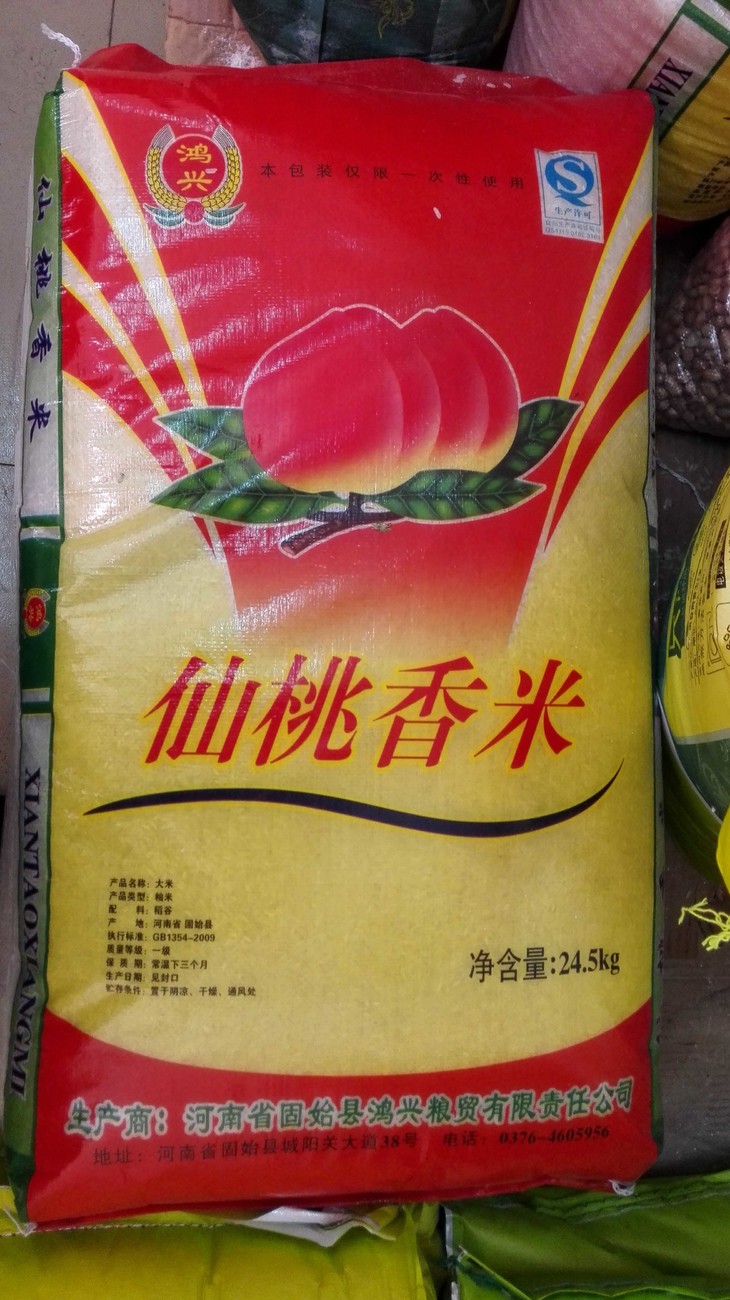 鸿兴
本包装仅限一次性使用
生产许可
仙桃香米
XIANTAOXIANGMI
仙桃香米
产品名称：大米
产品类型：籼米
配 料：稻谷
产 地：河南省 固始县
执行标准：GB1354-2009
质量等级：一级
保 质 期：常温下三个月
生产日期：见封口
贮存条件：置于阴凉、干燥、通风处
净含量:24.5kg
生产商：河南省固始县鸿兴粮贸有限责任公司
地址：河南省固始县城阳关大道38号 电话：0376-4605956